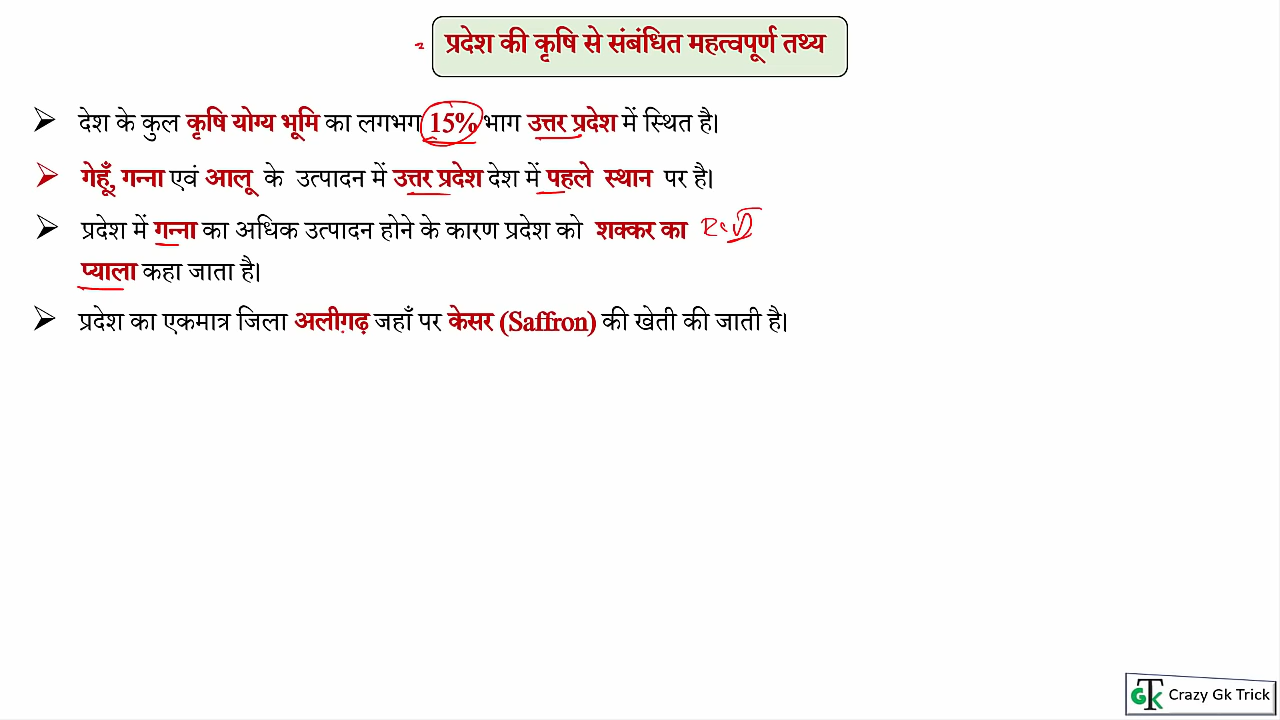 प्रदेश की कृषि से संबंधित महत्वपूर्ण तथ्य
➢ देश के कुल कृषि योग्य भूमि का लगभग 15% भाग उत्तर प्रदेश में स्थित है।
➢ गेहूँ, गन्ना एवं आलू के उत्पादन में उत्तर प्रदेश देश में पहले स्थान पर है।
➢ प्रदेश में गन्ना का अधिक उत्पादन होने के कारण प्रदेश को शक्कर का
प्याला कहा जाता है।
➢ प्रदेश का एकमात्र जिला अलीगढ़ जहाँ पर केसर (Saffron) की खेती की जाती है।
GTK Crazy Gk Trick